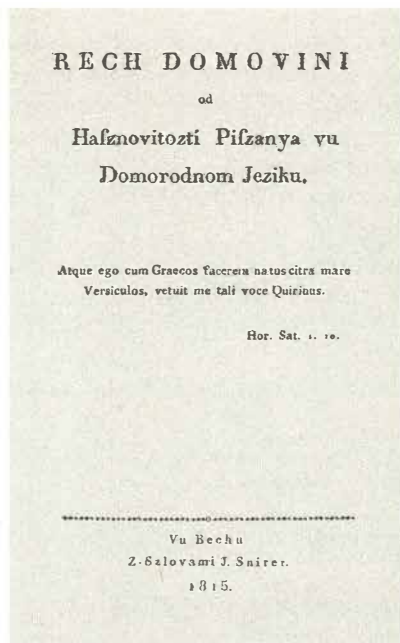 RECH DOMOVINI
od
Haſznovitozti Piſzanya vu
Domorodnom Jeziku.
Atque ego cum Graecos facerem natus citra mare
Versiculos, vetuit me tali voce Quirinus.
Hor. Sat. 1. 10.
Vu Bechu
Z-Szlovami J. Snirer.
1815.